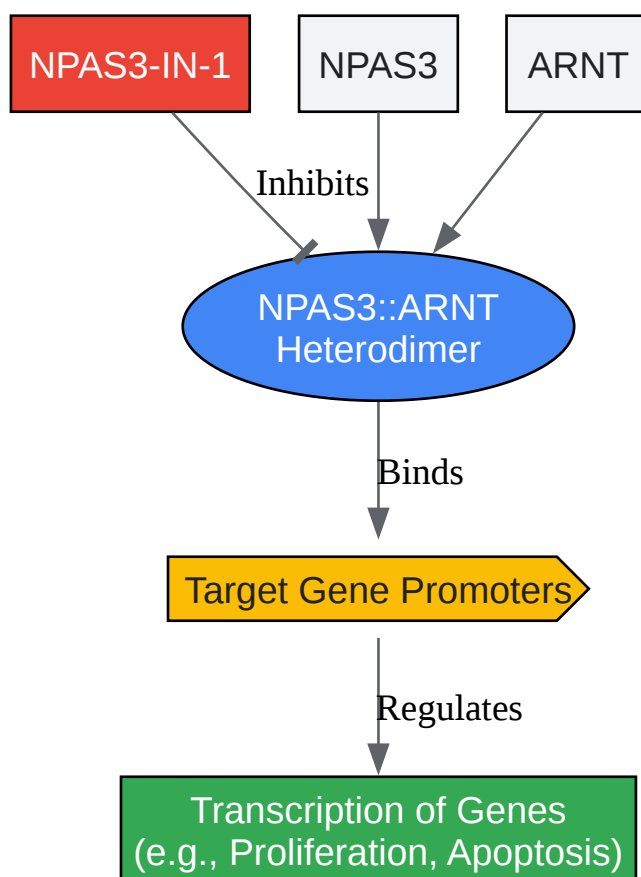 NPAS3-IN-1
NPAS3
ARNT
Inhibits
NPAS3::ARNT
Heterodimer
Binds
Target Gene Promoters
Regulates
Transcription of Genes
(e.g., Proliferation, Apoptosis)